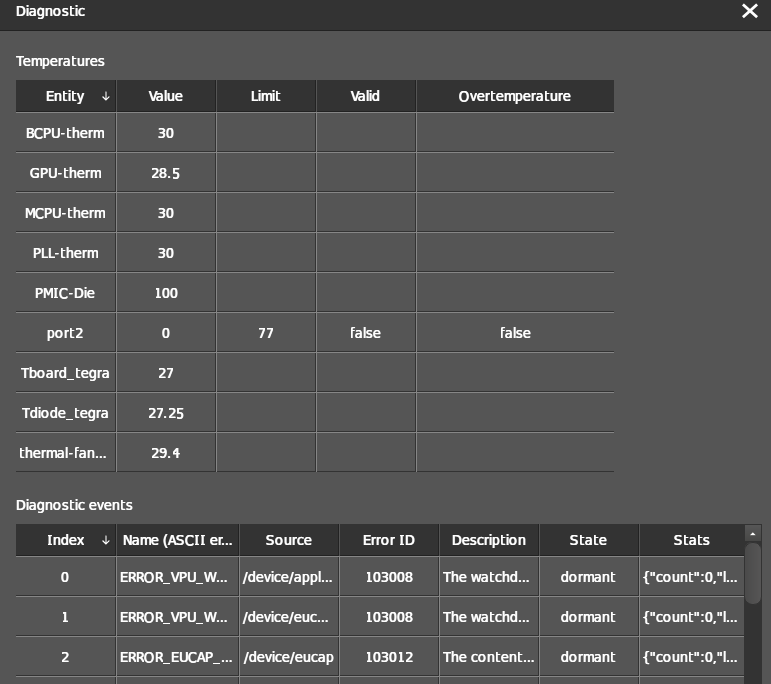 Diagnostic
Temperatures
Entity ↓ Value Limit Valid Overtemperature
BCPU-therm 30
GPU-therm 28.5
MCPU-therm 30
PLL-therm 30
PMIC-Die 100
port2 0 77 false false
Tboard_tegra 27
Tdiode_tegra 27.25
thermal-fan... 29.4
Diagnostic events
Index ↓ Name (ASCII er... Source Error ID Description State Stats
0 ERROR_VPU_W... /device/appl... 103008 The watchd... dormant {"count":0,"l...
1 ERROR_VPU_W... /device/euc... 103008 The watchd... dormant {"count":0,"l...
2 ERROR_EUCAP_... /device/eucap 103012 The content... dormant {"count":0,"l...